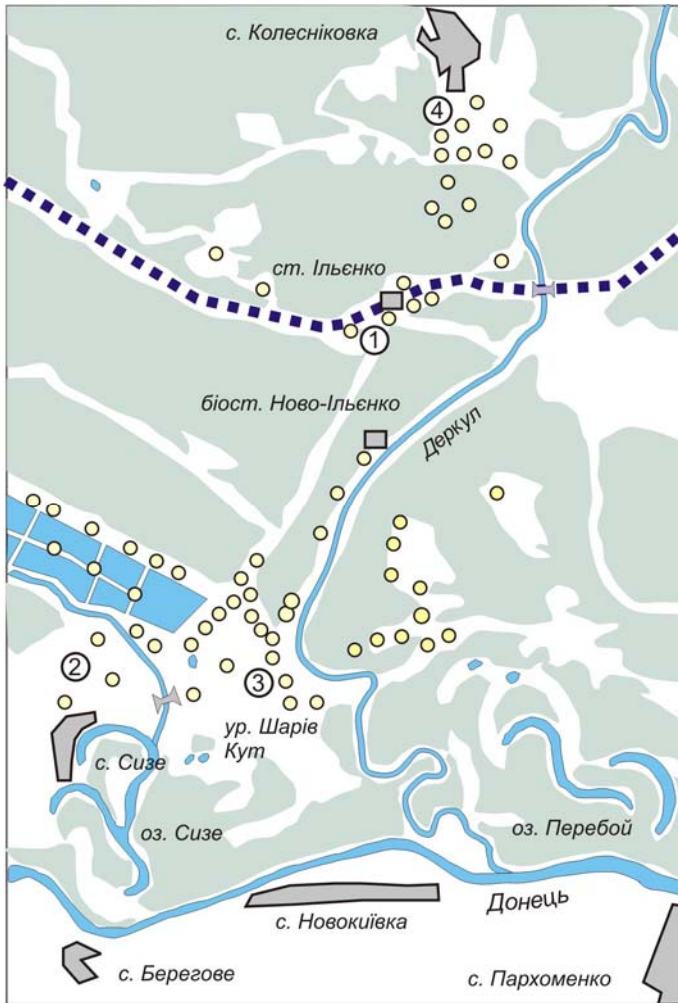 с. Колесніковка
4
ст. Ільєнко
1
біост. Ново-Ільєнко
Деркул
2
3
ур. Шарів
Кут
с. Сизе
оз. Сизе
оз. Перебой
Донець
с. Новокиївка
с. Берегове
с. Пархоменко